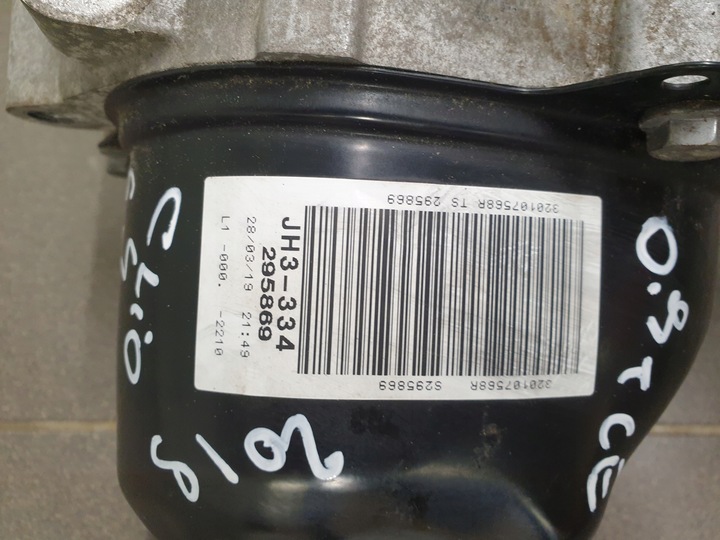 JH3-334
295869
28/03/19 21:49
L1 -000. -2210
320107568R TS 295869
320107568R S295869
CLiO
2019
0.9 TCE